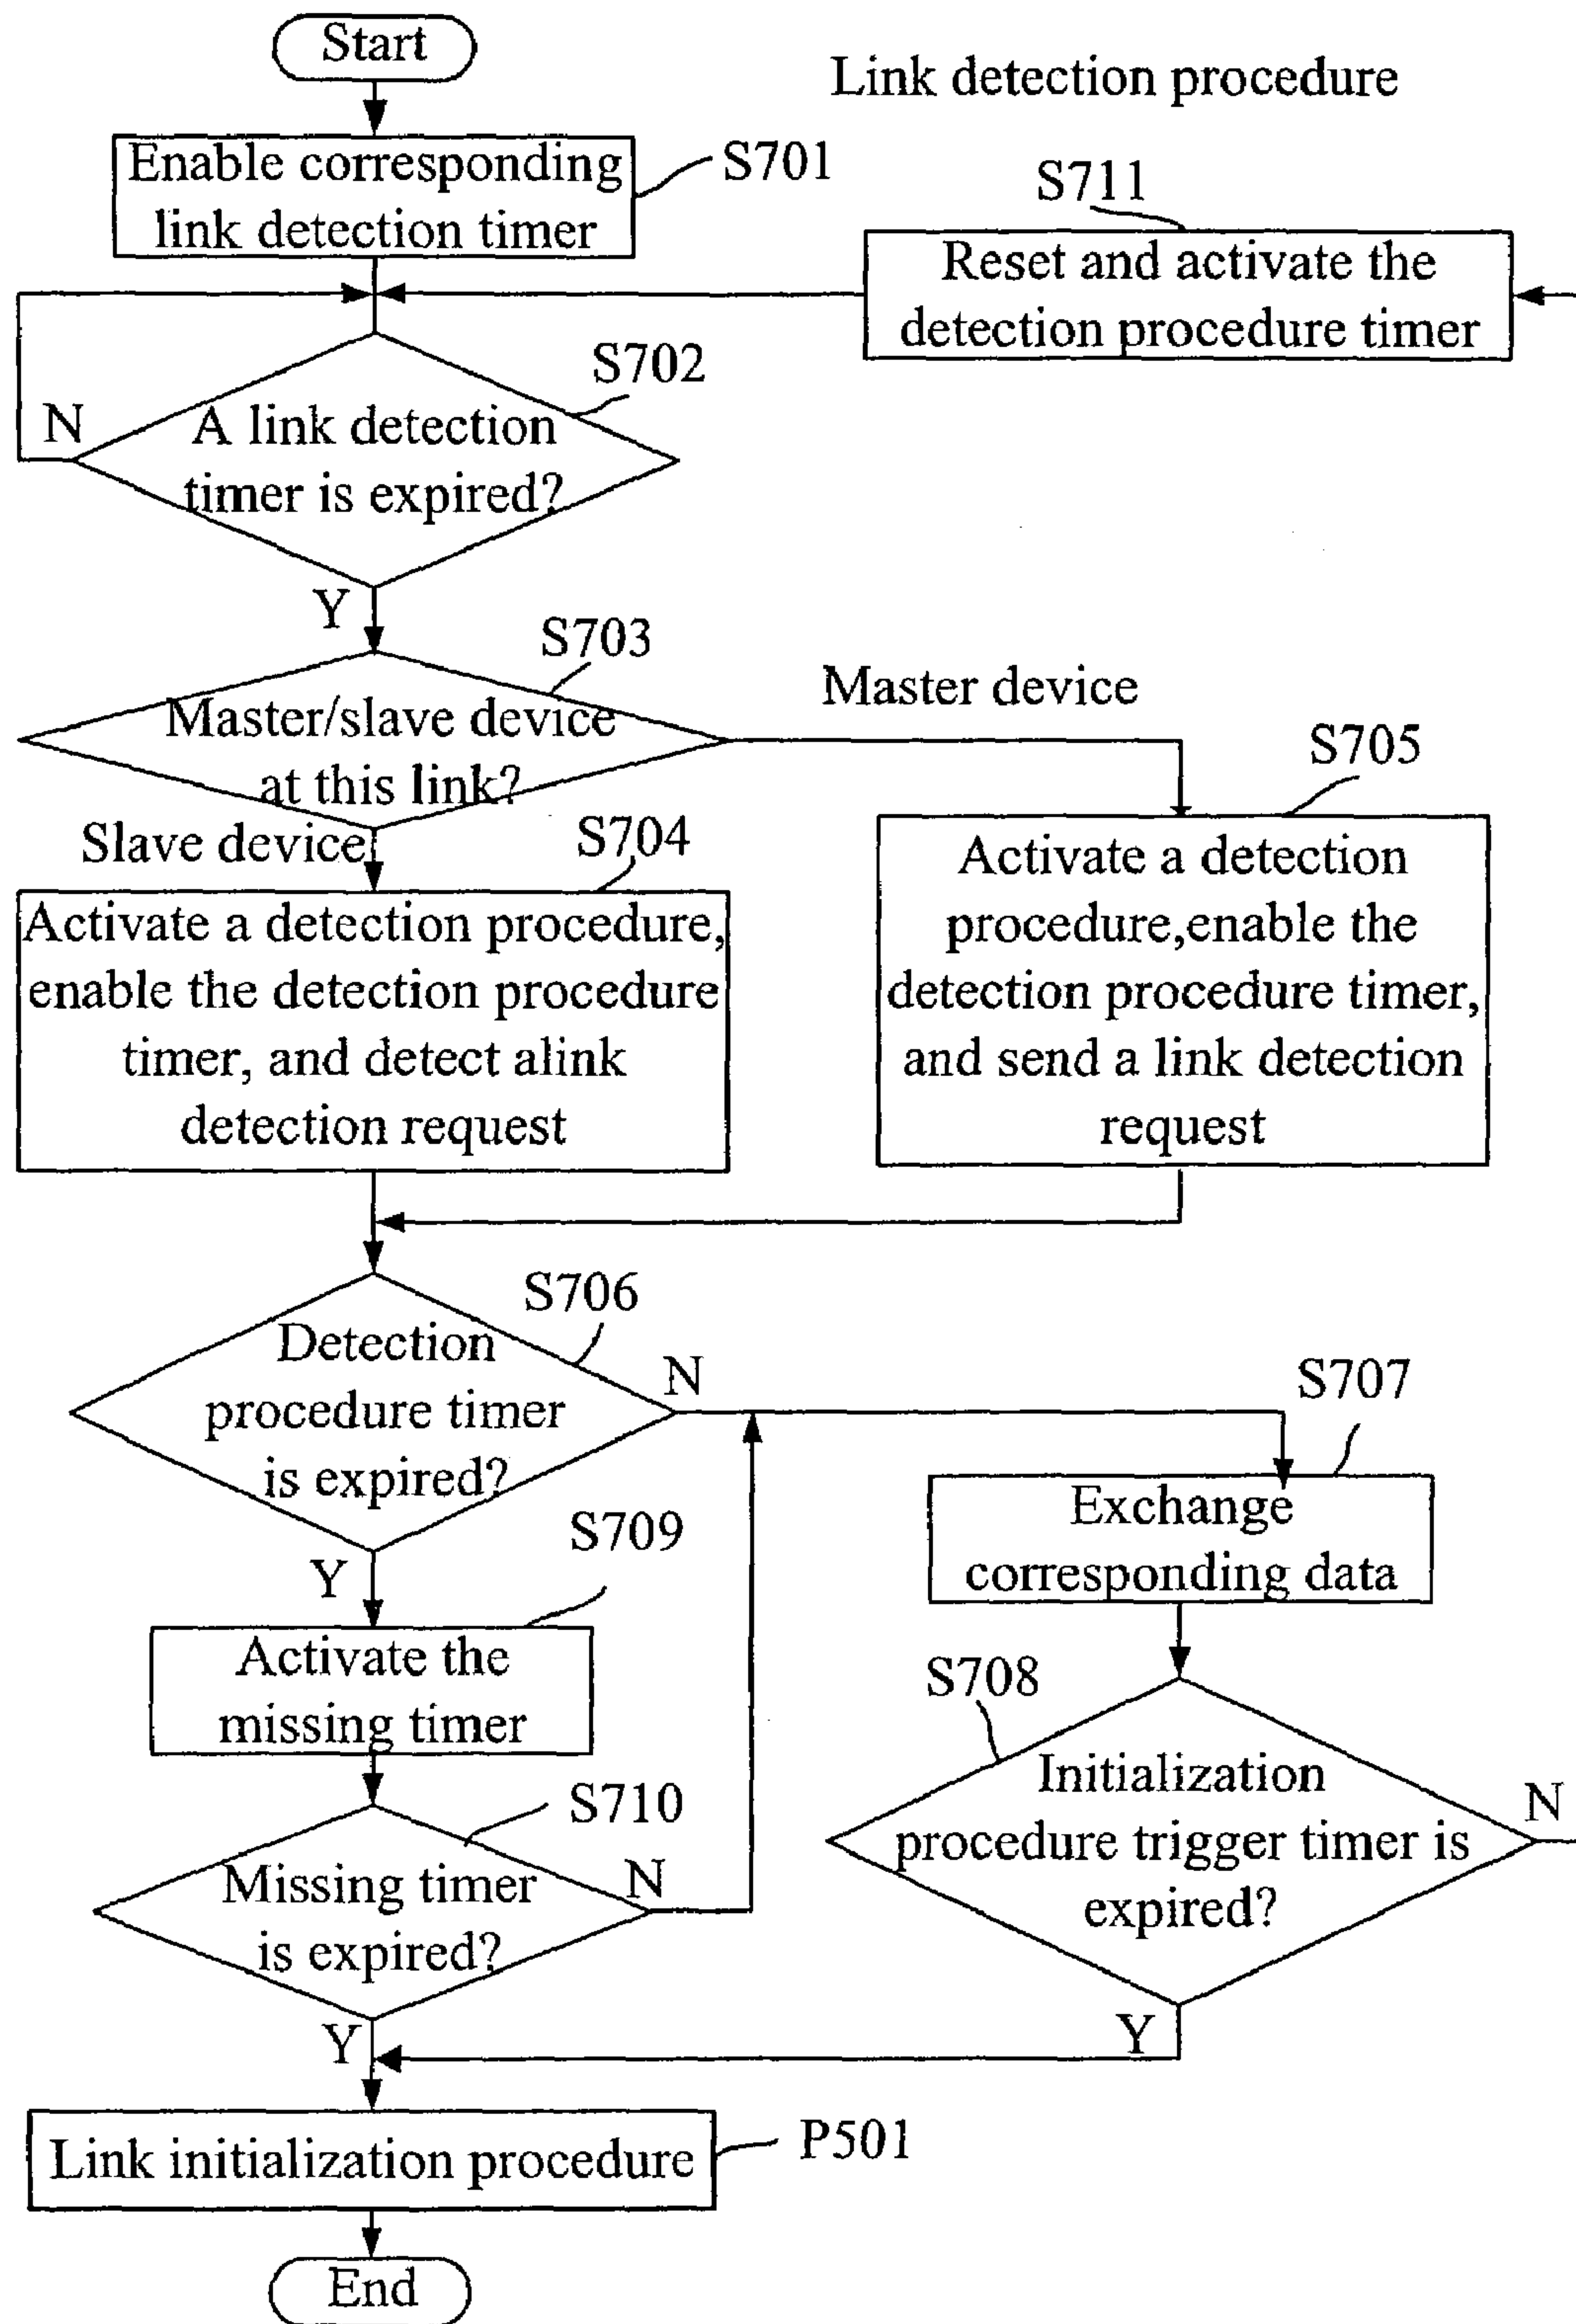 Start
Link detection procedure
Enable corresponding
link detection timer
S701
S711
Reset and activate the
detection procedure timer
S702
N
A link detection
timer is expired?
Y
S703
Master/slave device
at this link?
Master device
S705
Slave device
S704
Activate a detection procedure,
enable the detection procedure
timer, and detect alink
detection request
Activate a detection
procedure,enable the
detection procedure timer,
and send a link detection
request
S706
Detection
procedure timer
is expired?
N
S707
Exchange
corresponding data
Y
S709
Activate the
missing timer
S708
Initialization
procedure trigger timer is
expired?
N
S710
Missing timer
is expired?
N
Y
Y
Link initialization procedure
P501
End